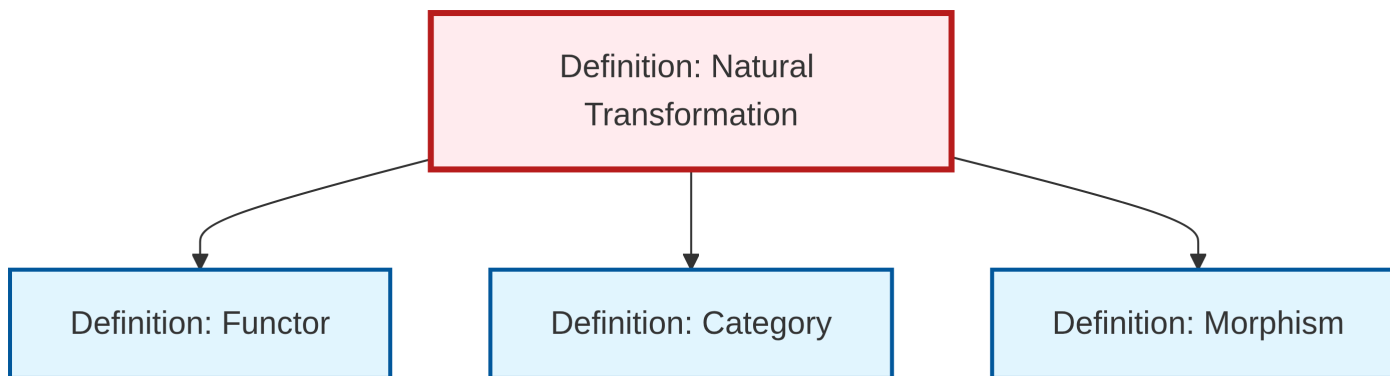 Definition: Natural
Transformation
Definition: Functor
Definition: Category
Definition: Morphism